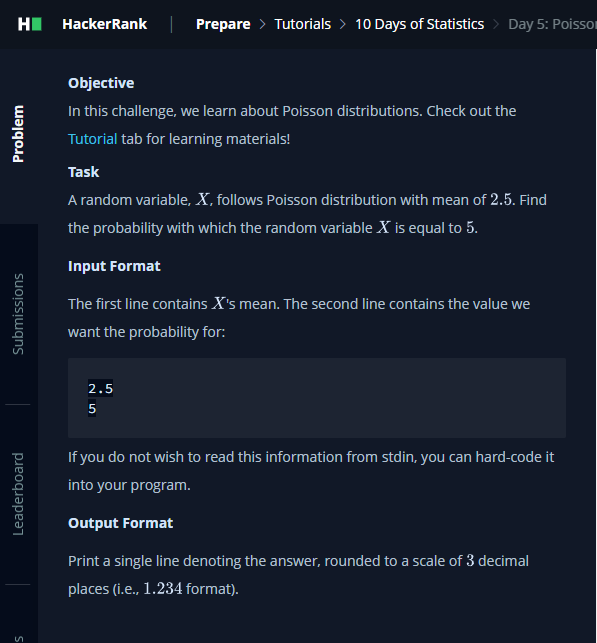 H HackerRank | Prepare > Tutorials > 10 Days of Statistics > Day 5: Poisso
Problem
Submissions
Leaderboard
Objective
In this challenge, we learn about Poisson distributions. Check out the
Tutorial tab for learning materials!
Task
A random variable, X, follows Poisson distribution with mean of 2.5. Find
the probability with which the random variable X is equal to 5.
Input Format
The first line contains X's mean. The second line contains the value we
want the probability for:
2.5
5
If you do not wish to read this information from stdin, you can hard-code it
into your program.
Output Format
Print a single line denoting the answer, rounded to a scale of 3 decimal
places (i.e., 1.234 format).